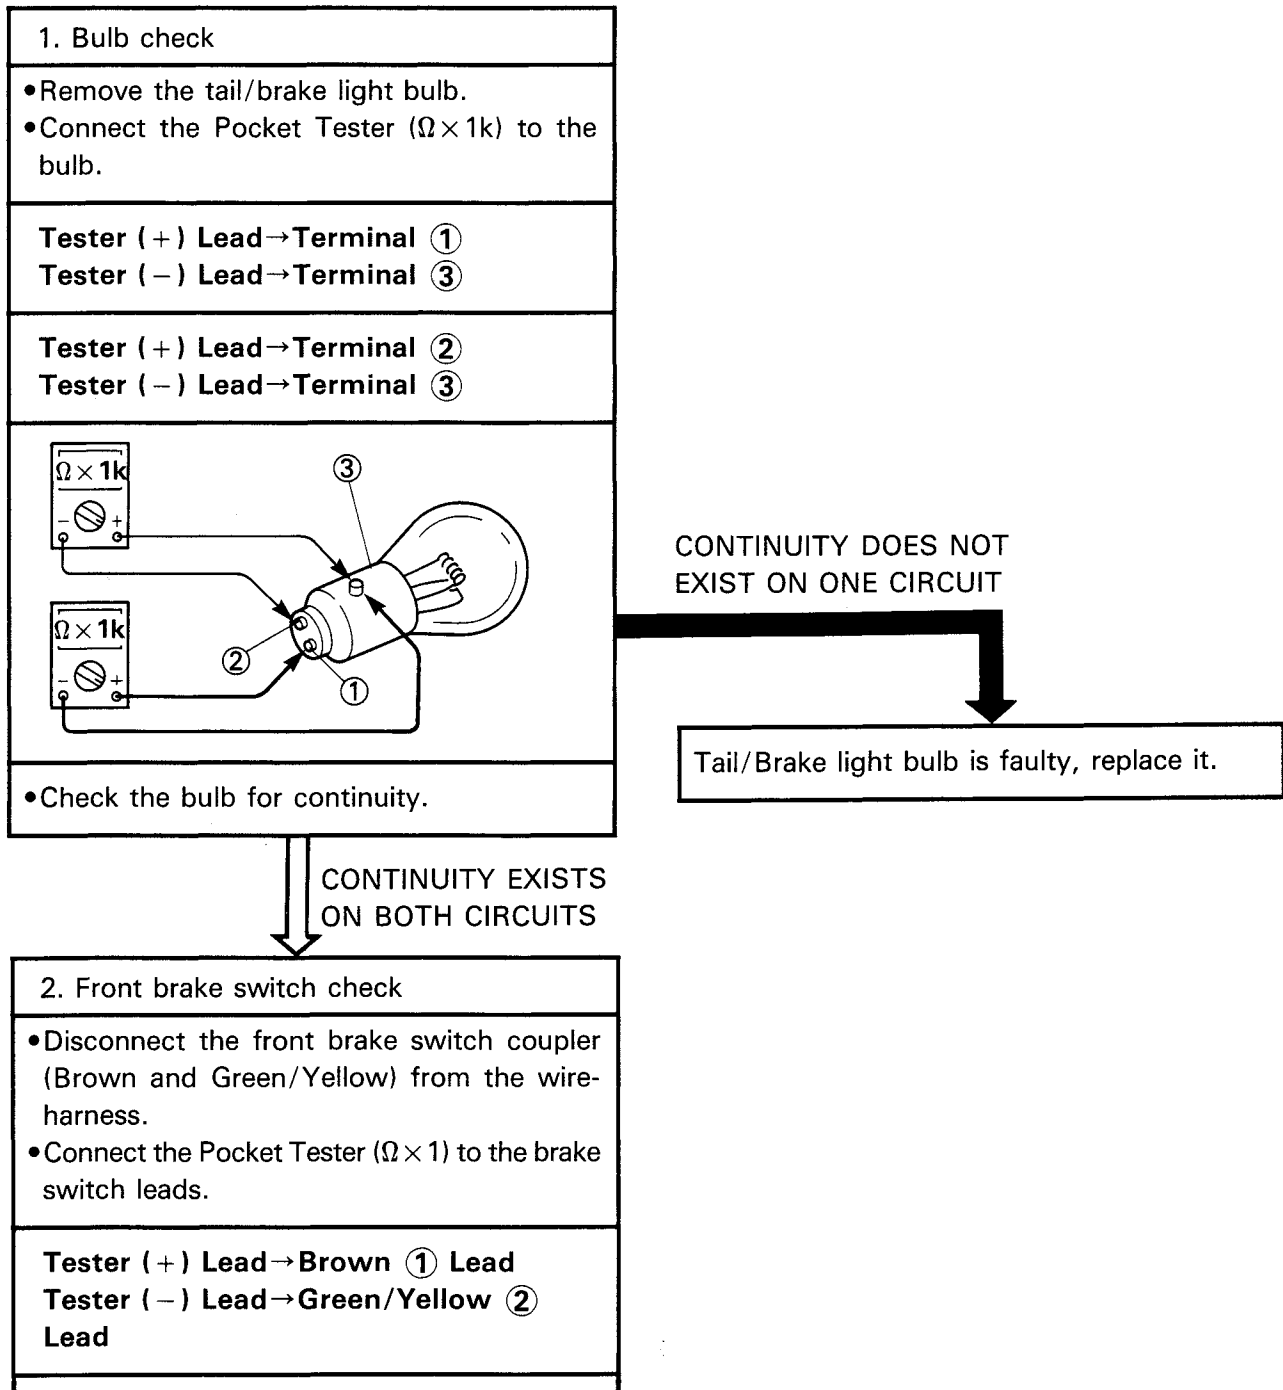 1. Bulb check
•Remove the tail/brake light bulb.
•Connect the Pocket Tester (Ω×1k) to the
bulb.
Tester (+) Lead→Terminal ①
Tester (−) Lead→Terminal ③
Tester (+) Lead→Terminal ②
Tester (−) Lead→Terminal ③
Ω×1k
− +
③
Ω×1k
− +
②
①
•Check the bulb for continuity.
CONTINUITY DOES NOT
EXIST ON ONE CIRCUIT
Tail/Brake light bulb is faulty, replace it.
CONTINUITY EXISTS
ON BOTH CIRCUITS
2. Front brake switch check
•Disconnect the front brake switch coupler
(Brown and Green/Yellow) from the wire-
harness.
•Connect the Pocket Tester (Ω×1) to the brake
switch leads.
Tester (+) Lead→Brown ① Lead
Tester (−) Lead→Green/Yellow ②
Lead